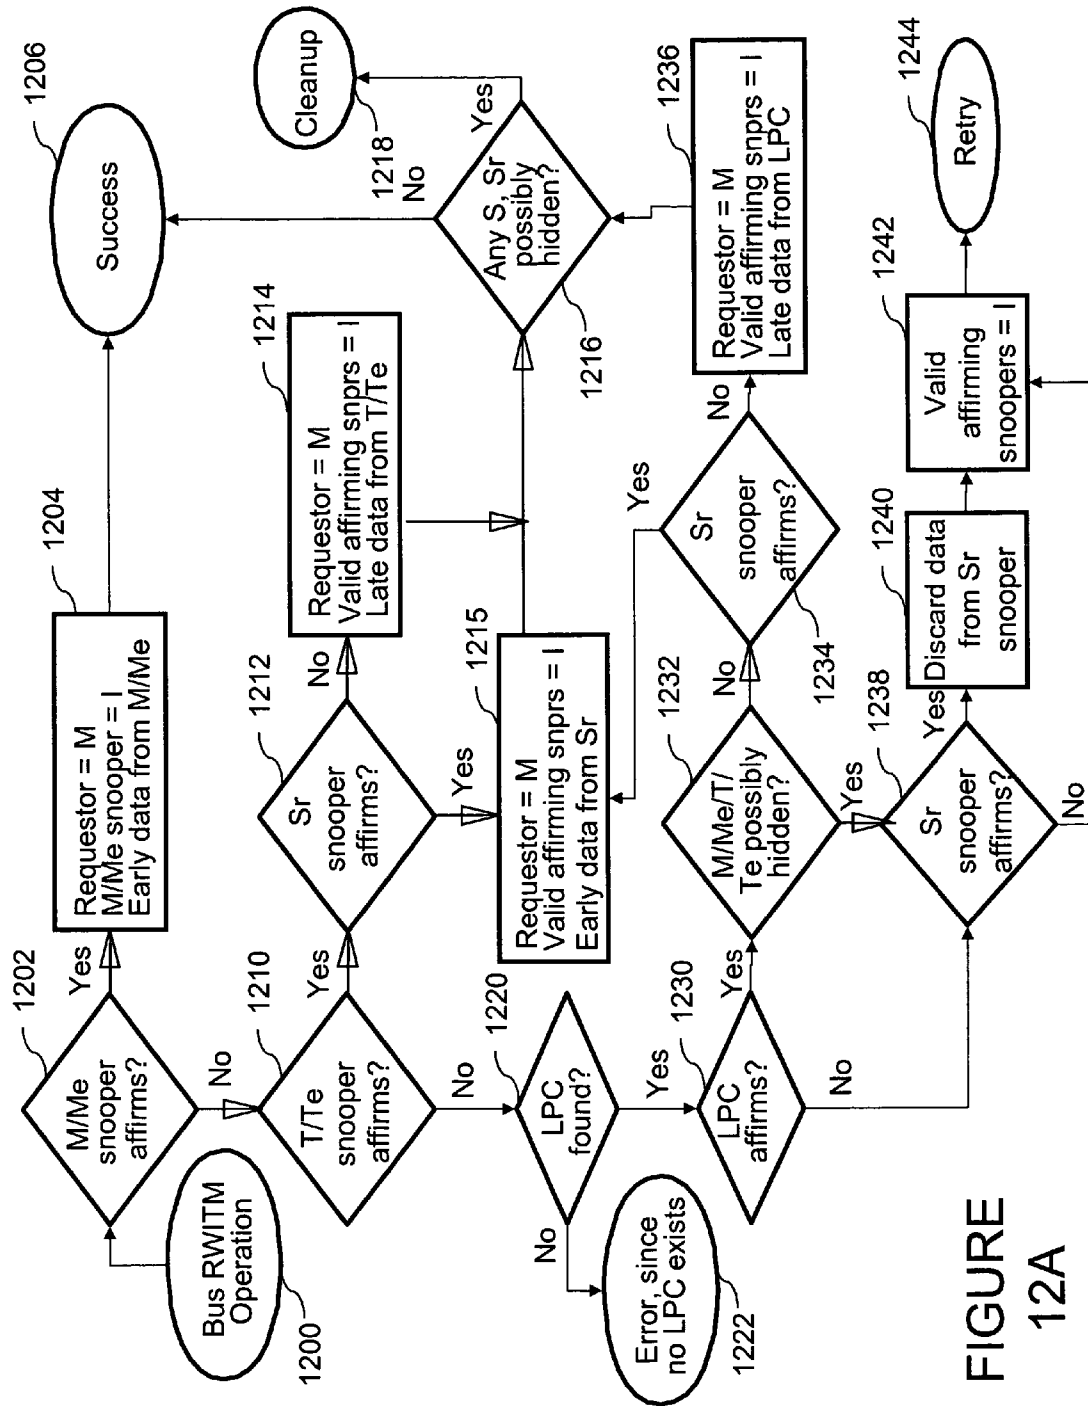 1200
Bus RWITM
Operation
1202
M/Me
snooper
affirms?
Yes
No
1204
Requestor = M
M/Me snooper = I
Early data from M/Me
1206
Success
1210
T/Te
snooper
affirms?
Yes
No
1212
Sr
snooper
affirms?
No
Yes
1214
Requestor = M
Valid affirming snprs = I
Late data from T/Te
1215
Requestor = M
Valid affirming snprs = I
Early data from Sr
1216
Any S, Sr
possibly
hidden?
No
Yes
1218
Cleanup
1220
LPC
found?
No
Yes
1222
Error, since
no LPC exists
1230
LPC
affirms?
Yes
No
1232
M/Me/T/
Te possibly
hidden?
No
Yes
1234
Sr
snooper
affirms?
Yes
No
1236
Requestor = M
Valid affirming snprs = I
Late data from LPC
1238
Sr
snooper
affirms?
Yes
No
1240
Discard data
from Sr
snooper
1242
Valid
affirming
snoopers = I
1244
Retry
FIGURE
12A